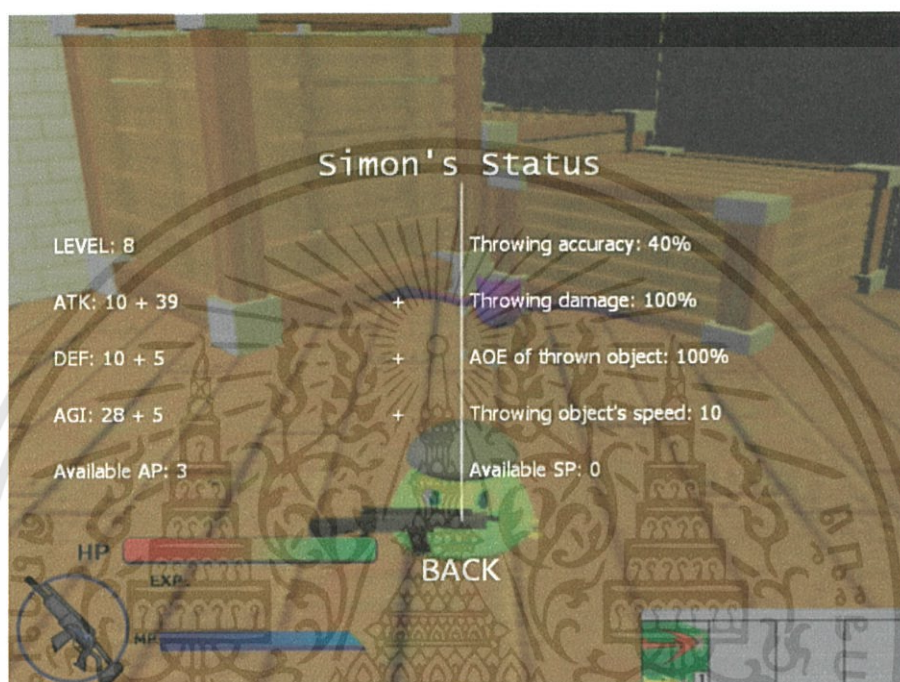 Simon's Status
LEVEL: 8
ATK: 10 + 39 +
DEF: 10 + 5 +
AGI: 28 + 5 +
Available AP: 3
Throwing accuracy: 40%
Throwing damage: 100%
AOE of thrown object: 100%
Throwing object's speed: 10
Available SP: 0
BACK
HP
EXP.
MP